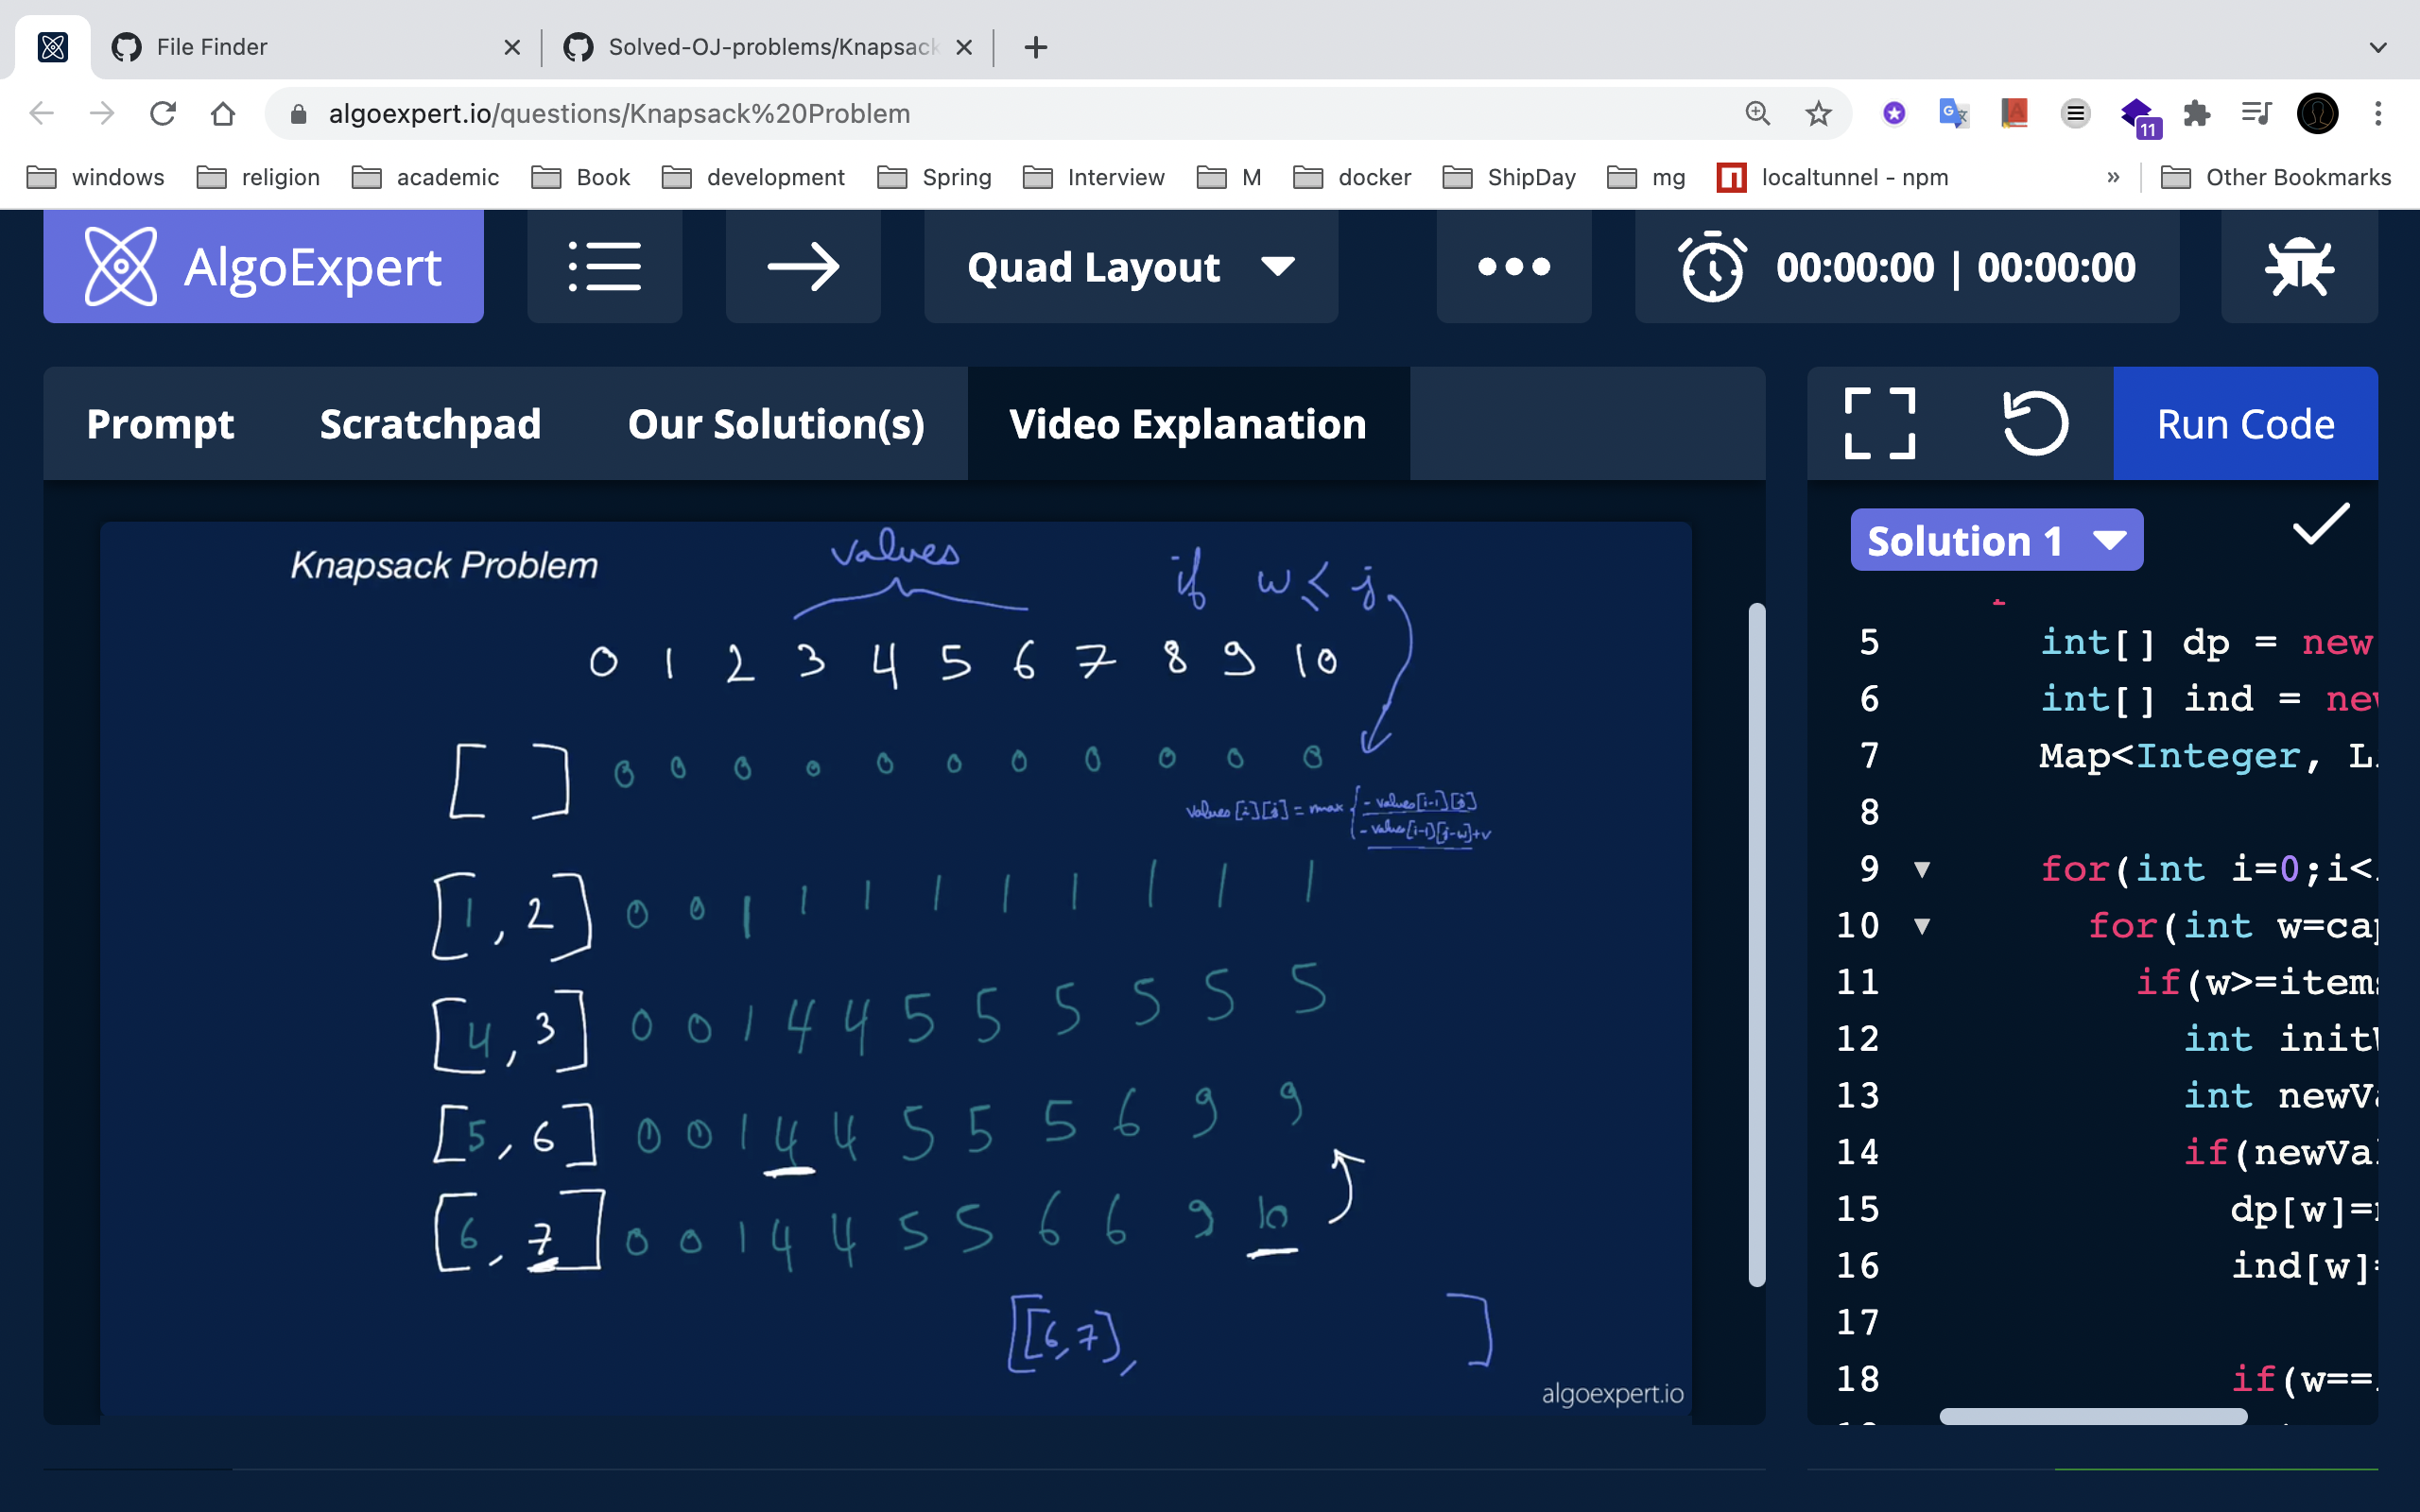 File Finder
Solved-OJ-problems/Knapsack
algoexpert.io/questions/Knapsack%20Problem
11
windows religion academic Book development Spring Interview M docker ShipDay mg localtunnel - npm » Other Bookmarks
AlgoExpert Quad Layout 00:00:00 | 00:00:00
Prompt Scratchpad Our Solution(s) Video Explanation
Run Code
Knapsack Problem
values
if w ≤ j
0 1 2 3 4 5 6 7 8 9 10
[ ] 0 0 0 0 0 0 0 0 0 0 0
values[i][j] = max { - values[i-1][j]
- values[i-1][j-w]+v
[1, 2] 0 0 1 1 1 1 1 1 1 1 1
[4, 3] 0 0 1 4 4 5 5 5 5 5 5
[5, 6] 0 0 1 4 4 5 5 5 6 9 9
[6, 7] 0 0 1 4 4 5 5 6 6 9 10
[[6,7], ]
algoexpert.io
Solution 1
5 int[] dp = new
6 int[] ind = new
7 Map<Integer, L
8
9 for(int i=0;i<
10 for(int w=cap
11 if(w>=items
12 int initV
13 int newVa
14 if(newVal
15 dp[w]=
16 ind[w]=
17
18 if(w==